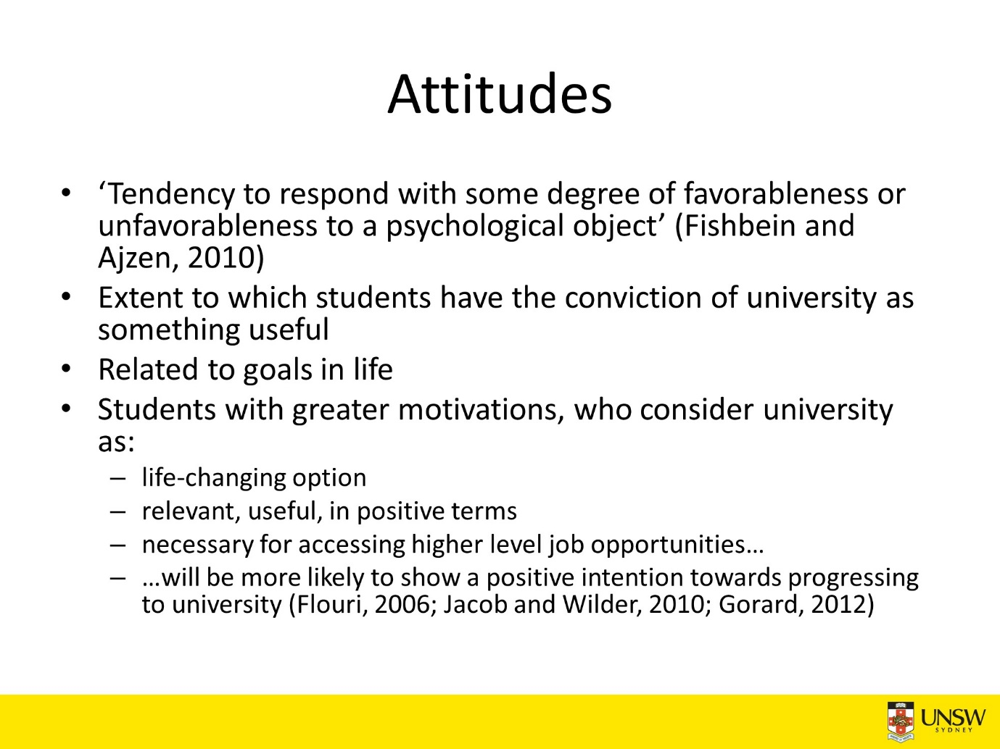 Attitudes
• ‘Tendency to respond with some degree of favorableness or
unfavorableness to a psychological object’ (Fishbein and
Ajzen, 2010)
• Extent to which students have the conviction of university as
something useful
• Related to goals in life
• Students with greater motivations, who consider university
as:
– life-changing option
– relevant, useful, in positive terms
– necessary for accessing higher level job opportunities…
– …will be more likely to show a positive intention towards progressing
to university (Flouri, 2006; Jacob and Wilder, 2010; Gorard, 2012)
UNSW
SYDNEY